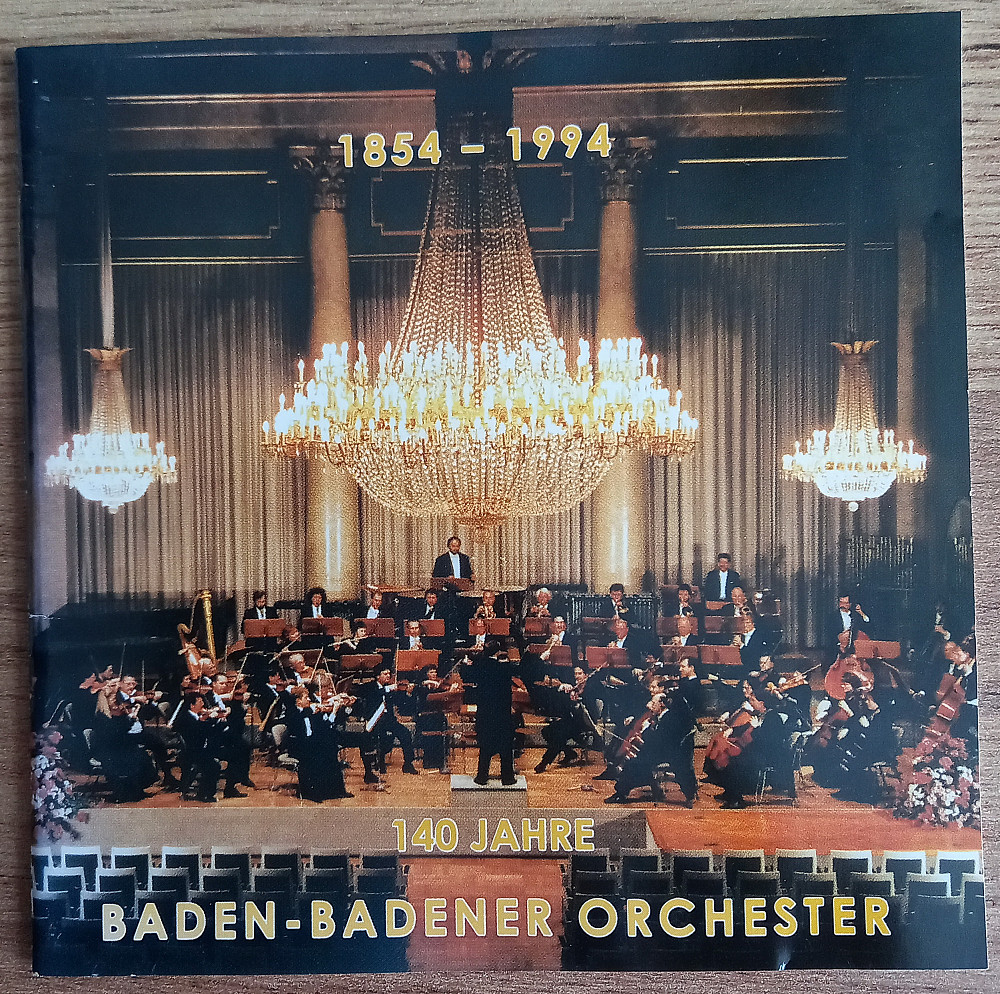 1854 – 1994
140 JAHRE
BADEN-BADENER ORCHESTER